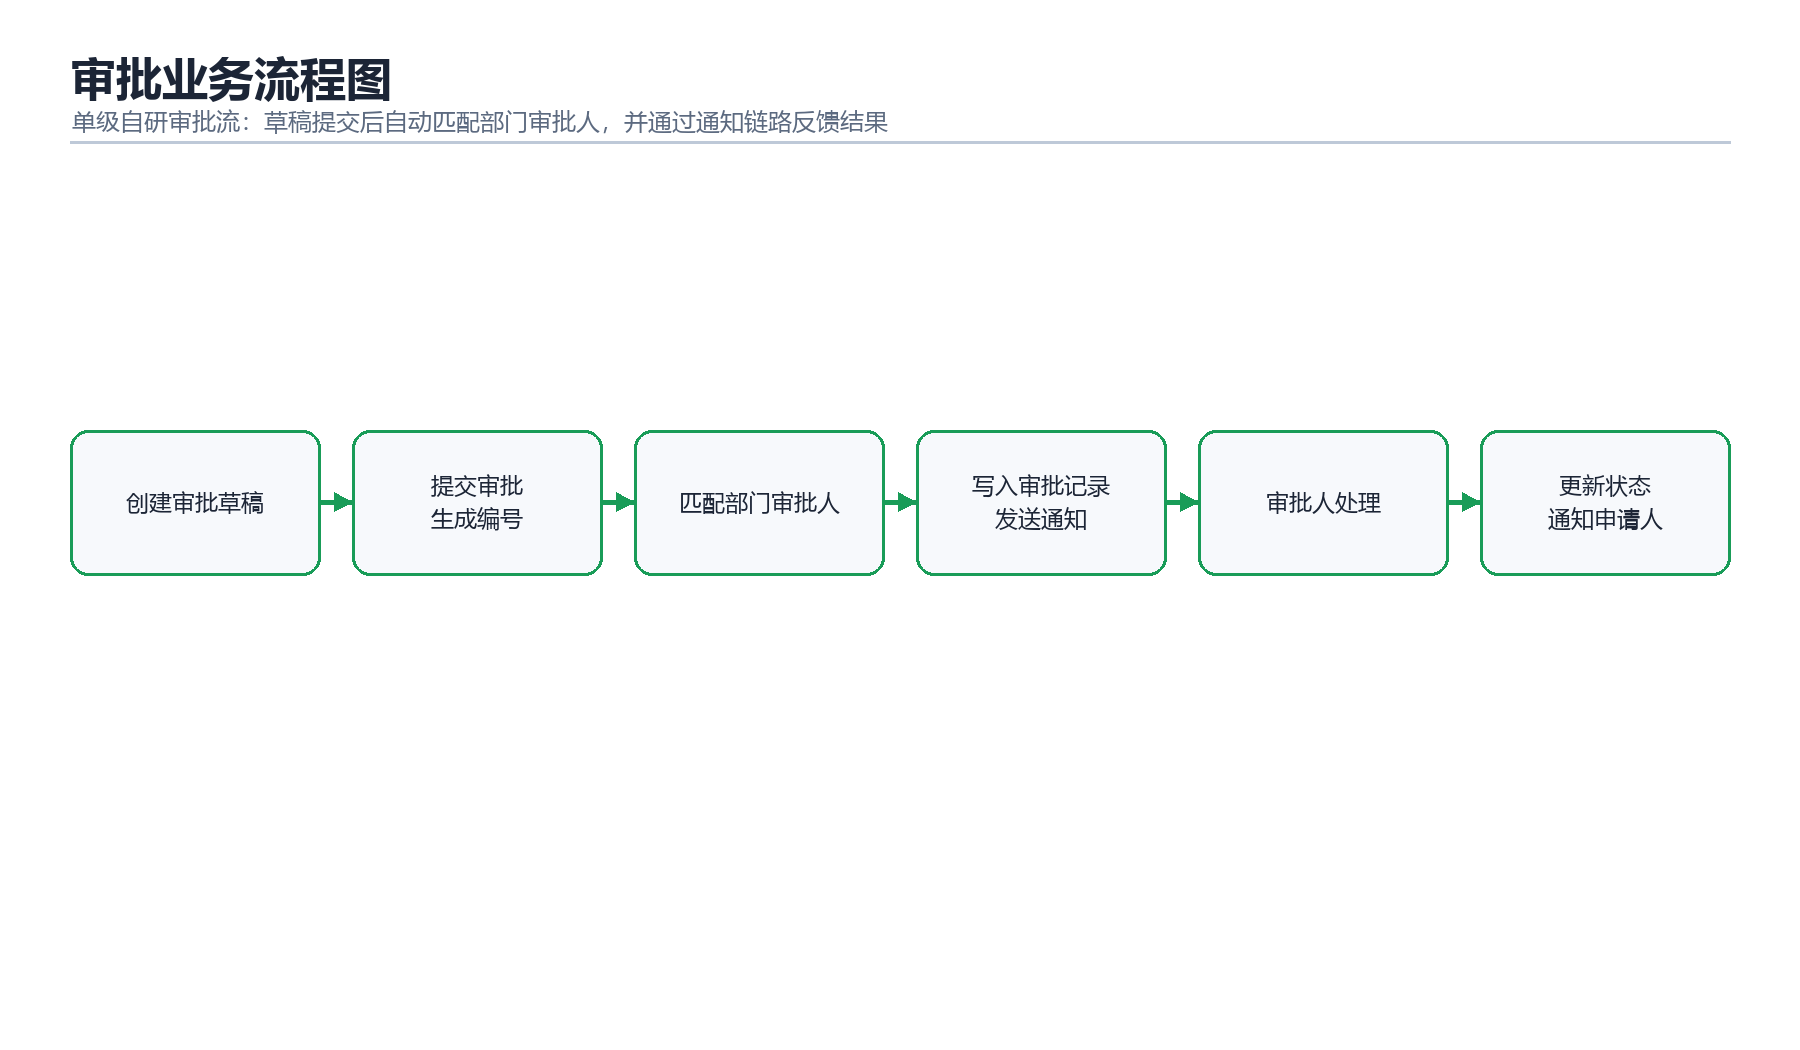 审批业务流程图
单级自研审批流：草稿提交后自动匹配部门审批人，并通过通知链路反馈结果
创建审批草稿
提交审批
生成编号
匹配部门审批人
写入审批记录
发送通知
审批人处理
更新状态
通知申请人